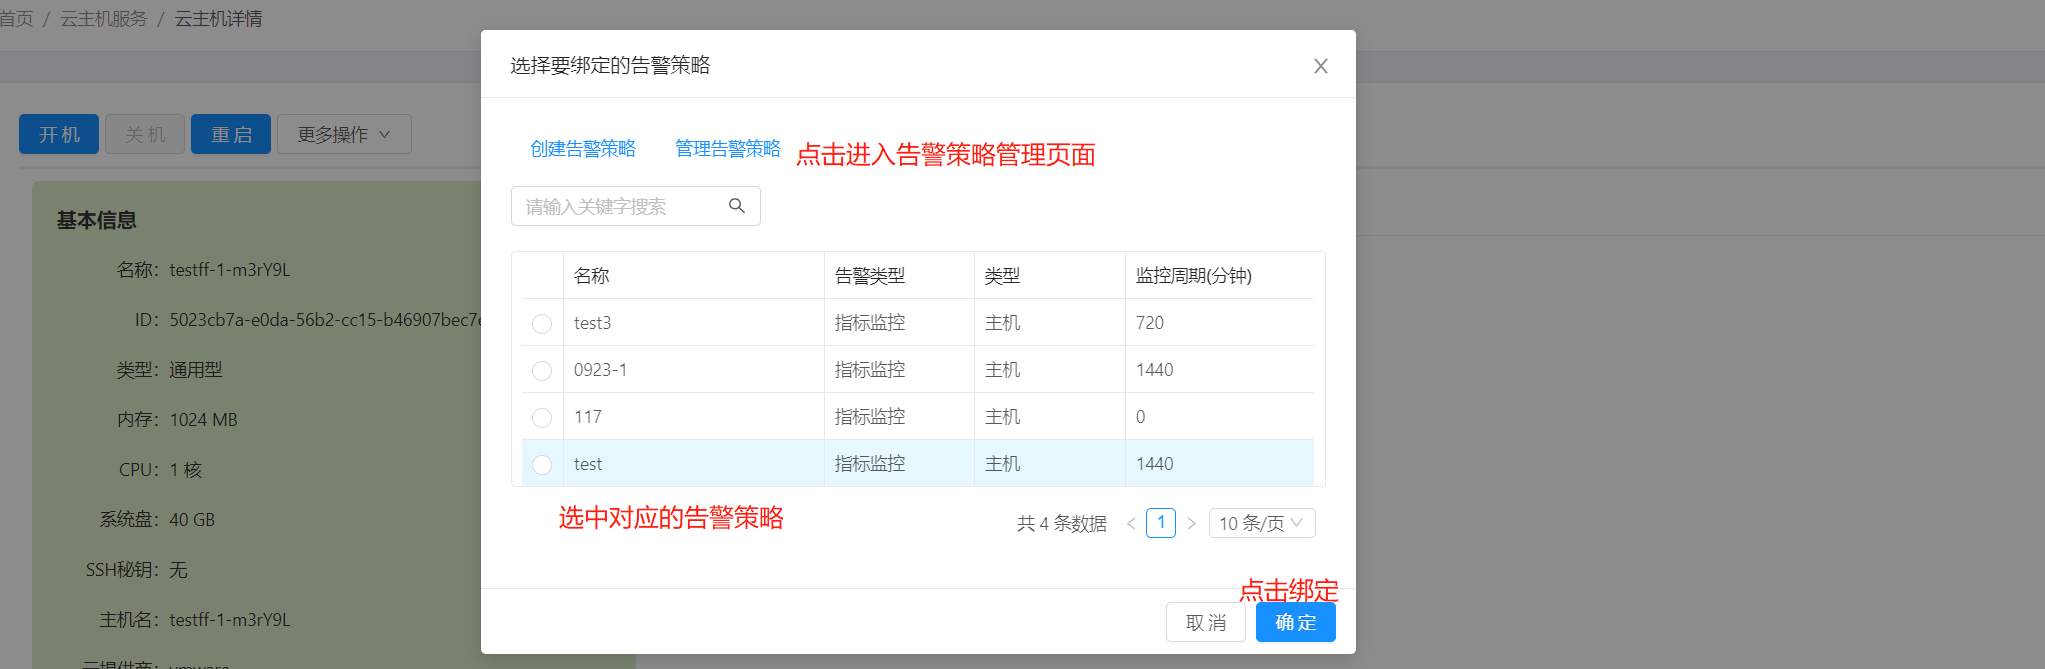 首页 / 云主机服务 / 云主机详情
选择要绑定的告警策略
开 机 关 机 重 启 更多操作
创建告警策略 管理告警策略 点击进入告警策略管理页面
请输入关键字搜索
基本信息
名称：testff-1-m3rY9L
ID：5023cb7a-e0da-56b2-cc15-b46907bec7e
类型：通用型
内存：1024 MB
CPU：1 核
系统盘：40 GB
SSH秘钥：无
主机名：testff-1-m3rY9L
云提供商：vmware
名称 告警类型 类型 监控周期(分钟)
test3 指标监控 主机 720
0923-1 指标监控 主机 1440
117 指标监控 主机 0
test 指标监控 主机 1440
选中对应的告警策略
共 4 条数据 < 1 > 10 条/页
点击绑定
取 消 确 定